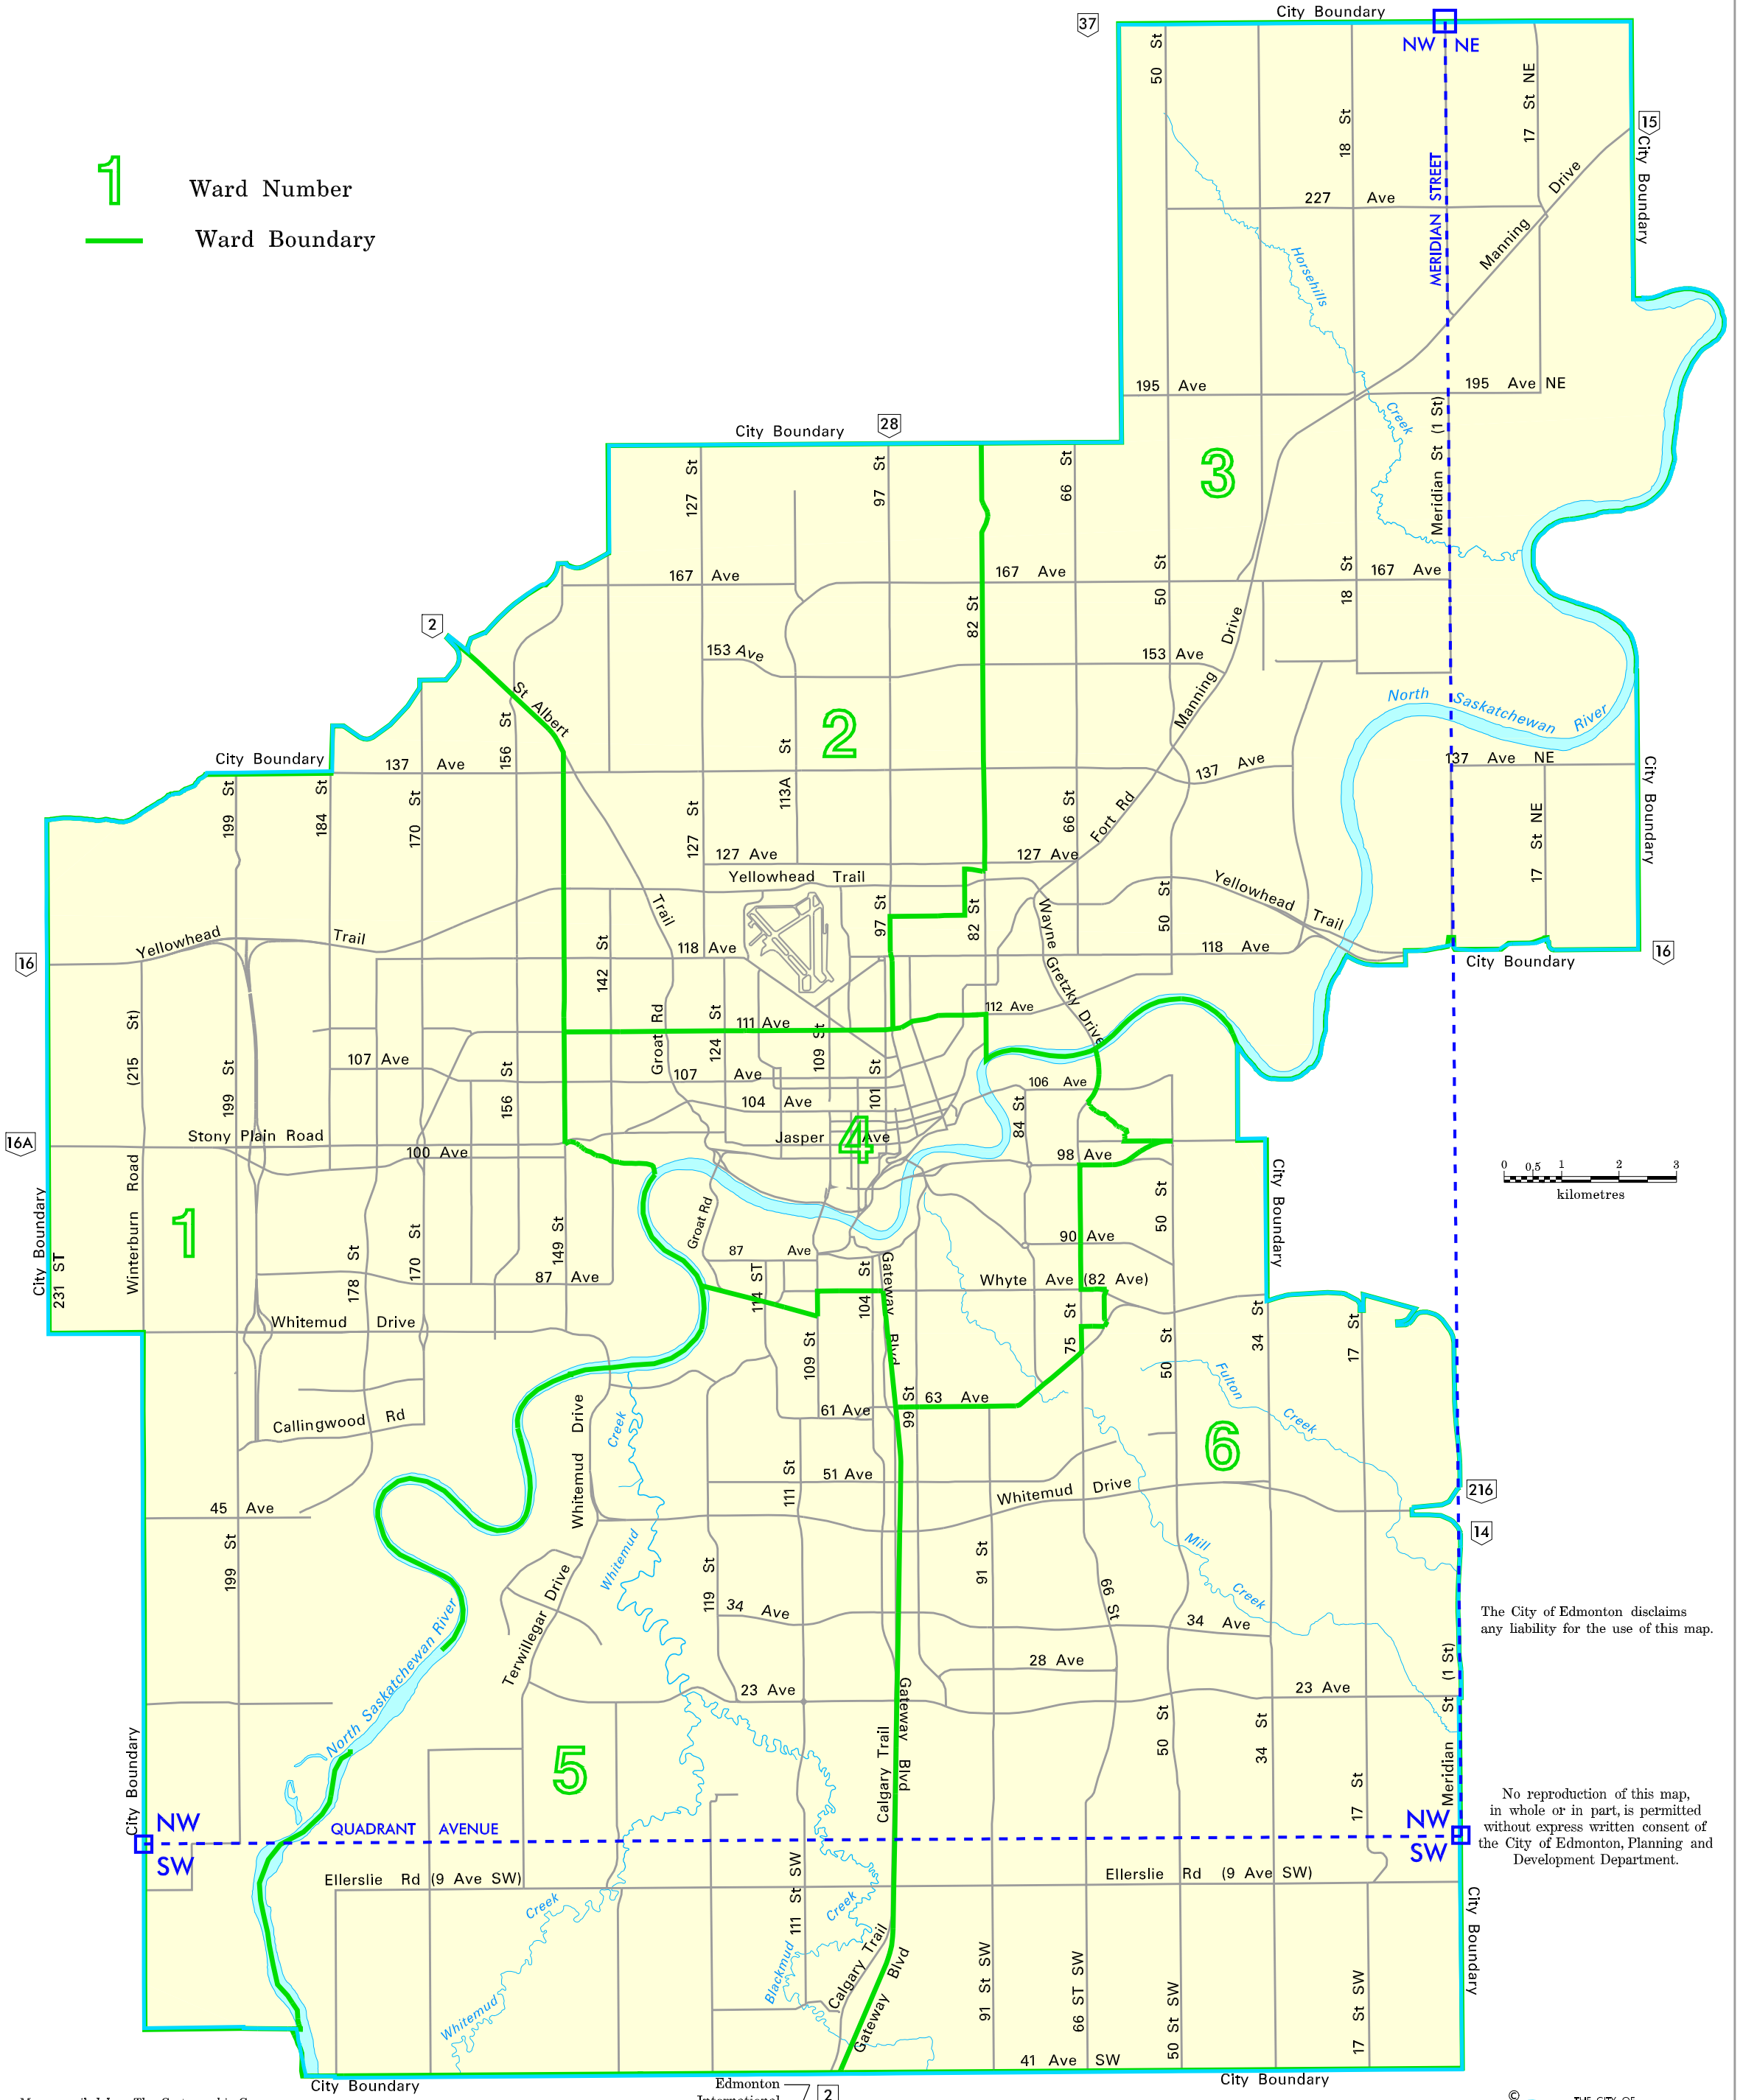 City Boundary
37
NW NE
50 St
18 St
17 St NE
15
City Boundary
MERIDIAN STREET
1
Ward Number
Ward Boundary
227 Ave
Manning Drive
Horsehills
Creek
195 Ave
195 Ave NE
Meridian St (1 St)
28
City Boundary
127 St
97 St
66 St
3
167 Ave
167 Ave
50 St
18 St
167 Ave
82 St
2
153 Ave
153 Ave
Manning Drive
St Albert
156 St
North Saskatchewan River
2
113A St
City Boundary
137 Ave
137 Ave
137 Ave NE
City Boundary
199 St
184 St
170 St
127 St
66 St
Fort Rd
17 St NE
127 Ave
127 Ave
Yellowhead Trail
Yellowhead Trail
50 St
97 St
82 St
Wayne Gretzky Drive
Trail
Yellowhead Trail
16
118 Ave
118 Ave
16
City Boundary
142 St
(215 St)
Groat Rd
124 St
111 Ave
109 St
112 Ave
107 Ave
199 St
156 St
107 Ave
101 St
106 Ave
104 Ave
84 St
16A
Stony Plain Road
Jasper Ave
4
100 Ave
98 Ave
0 0.5 1 2 3
kilometres
City Boundary
Winterburn Road
1
231 ST
178 St
170 St
149 St
Groat Rd
50 St
City Boundary
90 Ave
87 Ave
87 Ave
114 ST
104 St
Gateway Blvd
Whyte Ave (82 Ave)
Whitemud Drive
109 St
75 St
50 St
34 St
17 St
Callingwood Rd
Whitemud Drive
Creek
61 Ave
99 St
63 Ave
Fulton
Creek
6
51 Ave
111 St
Whitemud Drive
216
45 Ave
14
199 St
Whitemud
91 St
Mill
Creek
Terwillegar Drive
119 St
34 Ave
66 St
34 Ave
The City of Edmonton disclaims
any liability for the use of this map.
North Saskatchewan River
28 Ave
23 Ave
23 Ave
Meridian St (1 St)
5
Calgary Trail
Gateway Blvd
50 St
34 St
17 St
City Boundary
NW
SW
QUADRANT AVENUE
NW
SW
No reproduction of this map,
in whole or in part, is permitted
without express written consent of
the City of Edmonton, Planning and
Development Department.
Ellerslie Rd (9 Ave SW)
Ellerslie Rd (9 Ave SW)
Creek
111 St SW
Creek
Blackmud
Whitemud
Calgary Trail
Gateway Blvd
91 St SW
66 ST SW
50 St SW
17 St SW
City Boundary
41 Ave SW
City Boundary
City Boundary
Edmonton
International
2
©
THE CITY OF